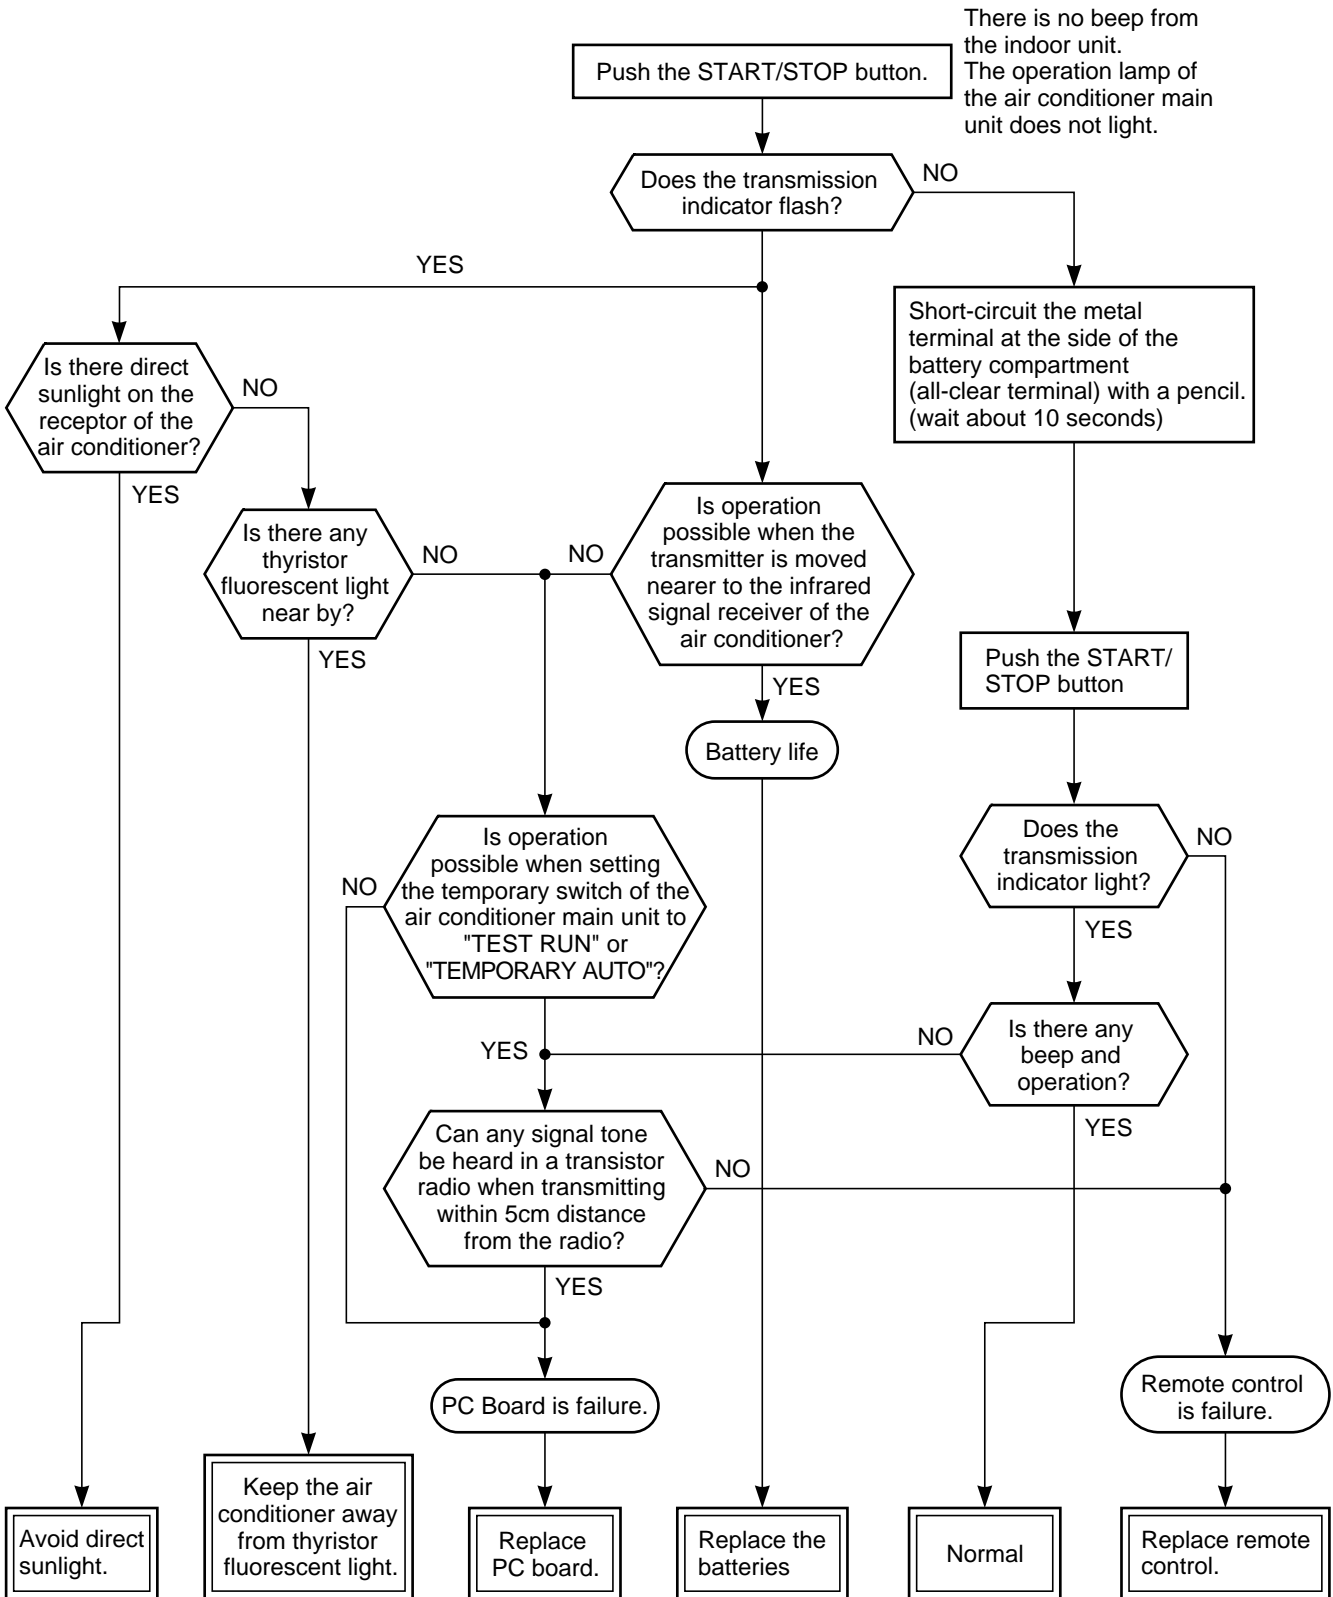 There is no beep from
the indoor unit.
The operation lamp of
the air conditioner main
unit does not light.
Push the START/STOP button.
Does the transmission
indicator flash?
NO
YES
Short-circuit the metal
terminal at the side of the
battery compartment
(all-clear terminal) with a pencil.
(wait about 10 seconds)
Is there direct
sunlight on the
receptor of the
air conditioner?
NO
YES
Is there any
thyristor
fluorescent light
near by?
NO
YES
Is operation
possible when the
transmitter is moved
nearer to the infrared
signal receiver of the
air conditioner?
NO
YES
Push the START/
STOP button
Battery life
Is operation
possible when setting
the temporary switch of the
air conditioner main unit to
"TEST RUN" or
"TEMPORARY AUTO"?
NO
YES
Does the
transmission
indicator light?
NO
YES
Is there any
beep and
operation?
NO
YES
Can any signal tone
be heard in a transistor
radio when transmitting
within 5cm distance
from the radio?
NO
YES
PC Board is failure.
Remote control
is failure.
Avoid direct
sunlight.
Keep the air
conditioner away
from thyristor
fluorescent light.
Replace
PC board.
Replace the
batteries
Normal
Replace remote
control.